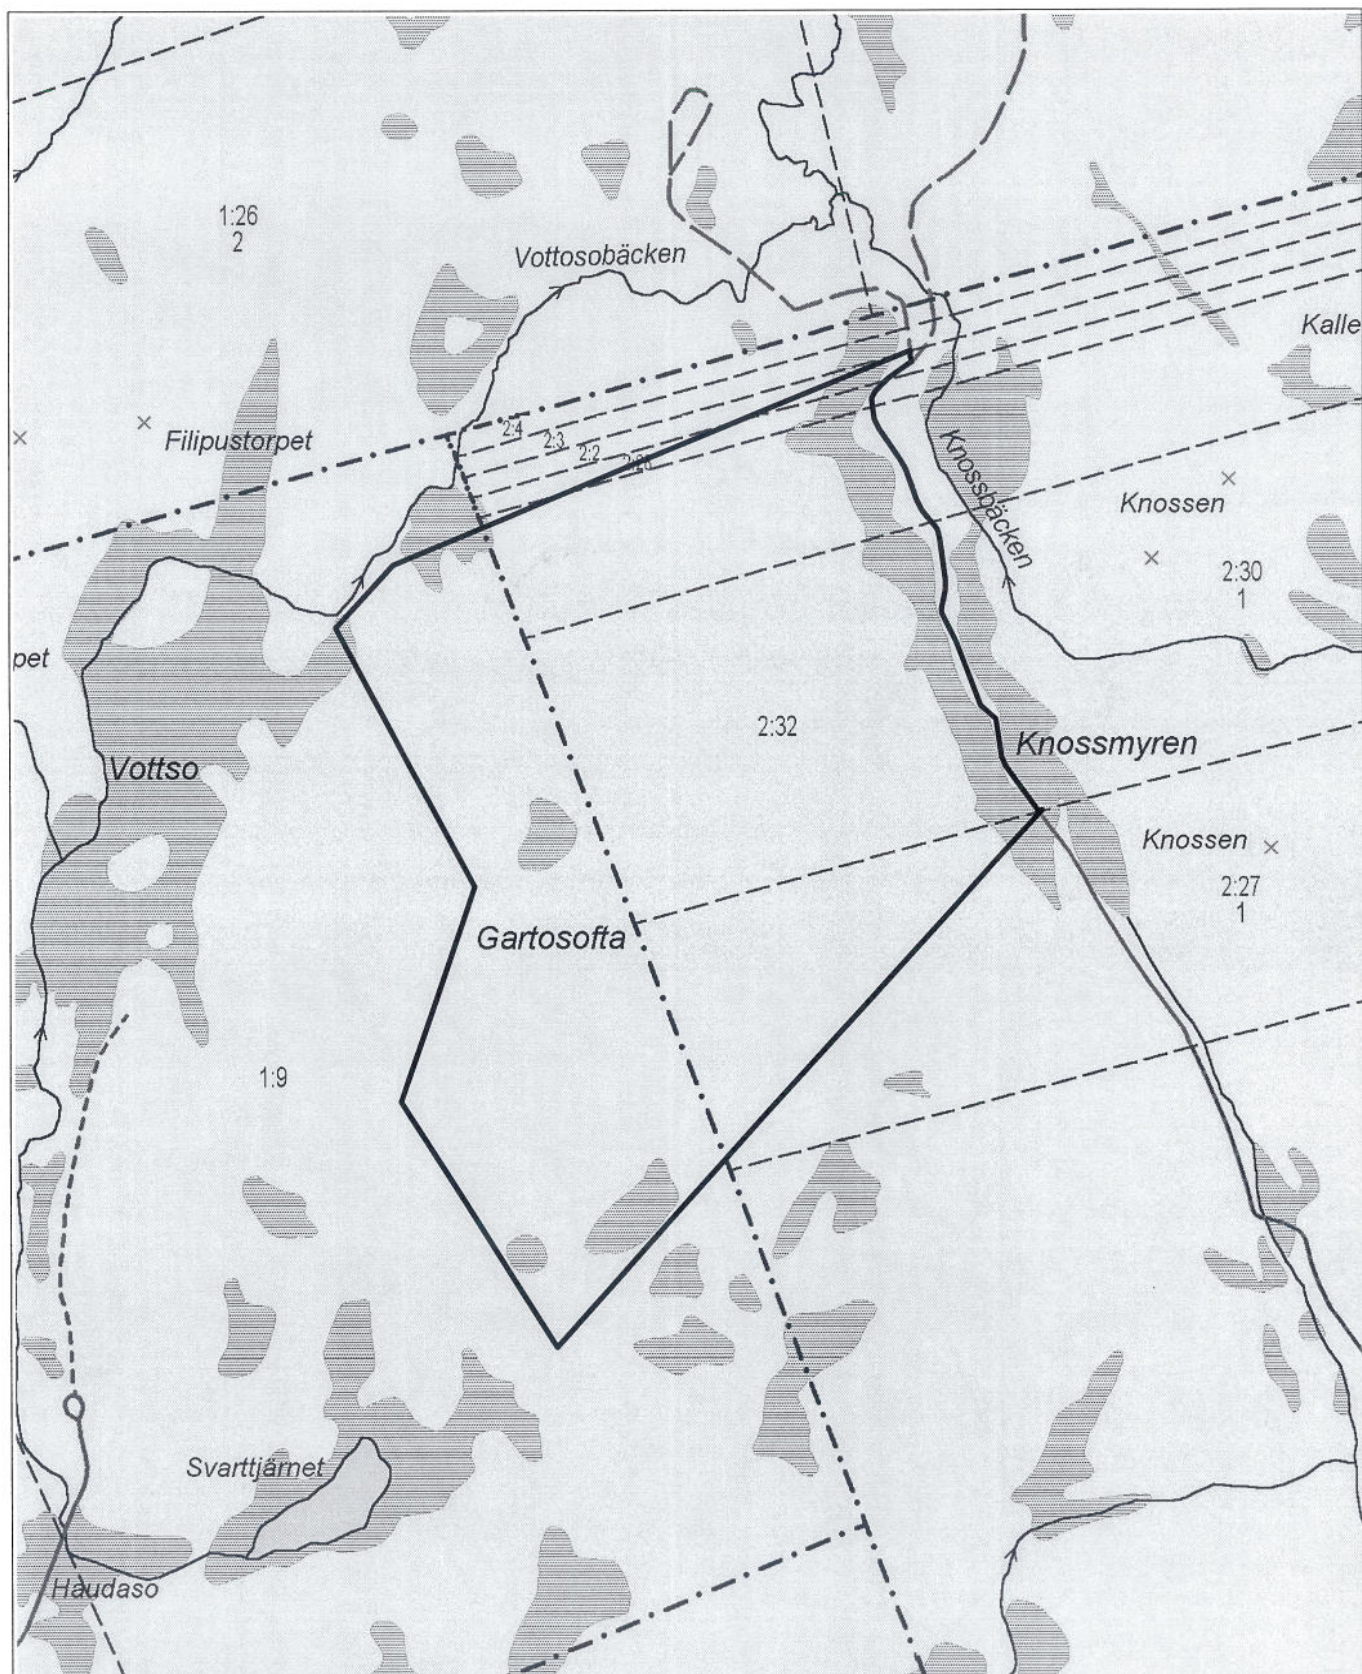 1:26
2
Vottosobäcken
Kalle
2:4
Filipustorpet
2:3
2:2
Knossbäcken
Knossen
2:30
1
pet
2:32
Knossmyren
Vottso
Knossen
2:27
1
Gartosofta
1:9
Svarttjärnet
Haudaso